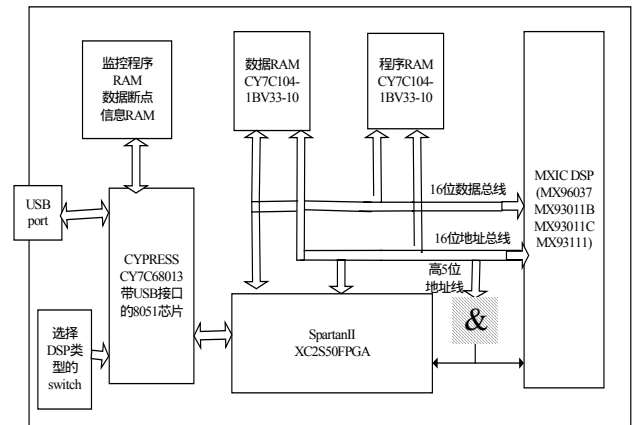 监控程序
RAM
数据断点
信息RAM
数据RAM
CY7C104-
1BV33-10
程序RAM
CY7C104-
1BV33-10
MXIC DSP
(MX96037
MX93011B
MX93011C
MX93111)
USB
port
16位数据总线
16位地址总线
高5位
地址线
CYPRESS
CY7C68013
带USB接口
的8051芯片
&
SpartanII
XC2S50FPGA
选择
DSP类
型的
switch